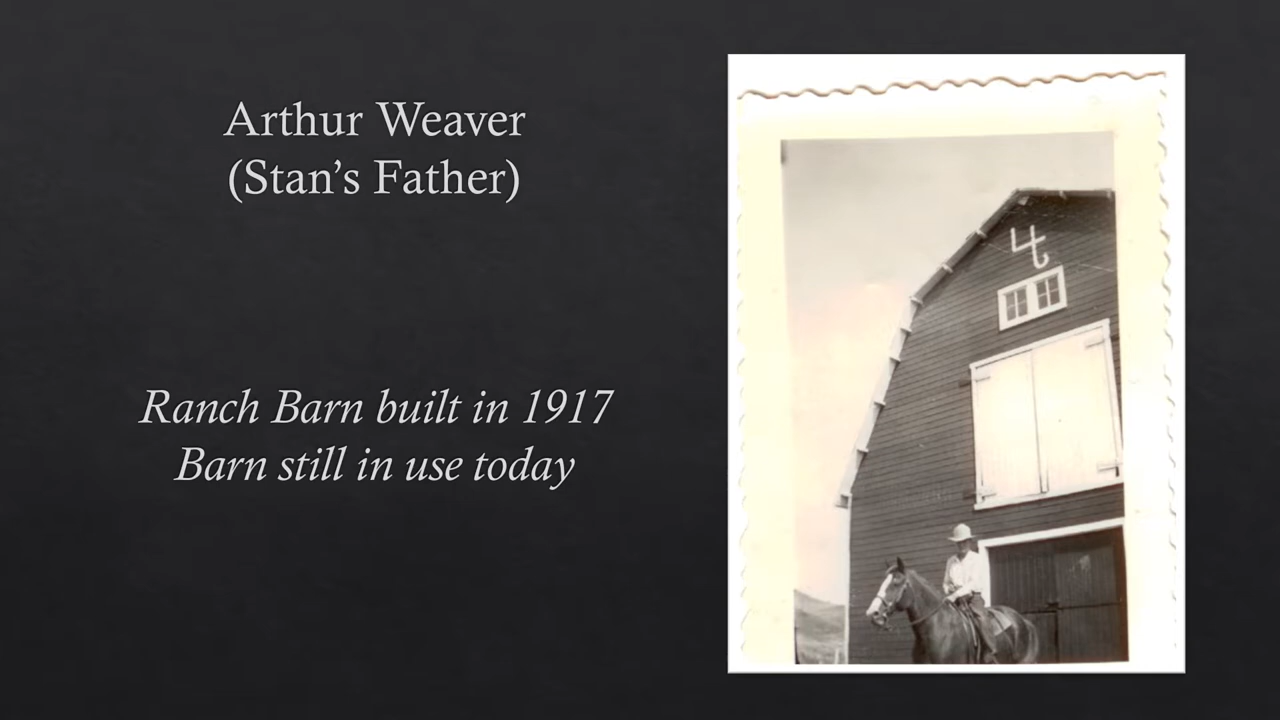 Arthur Weaver
(Stan’s Father)
Ranch Barn built in 1917
Barn still in use today